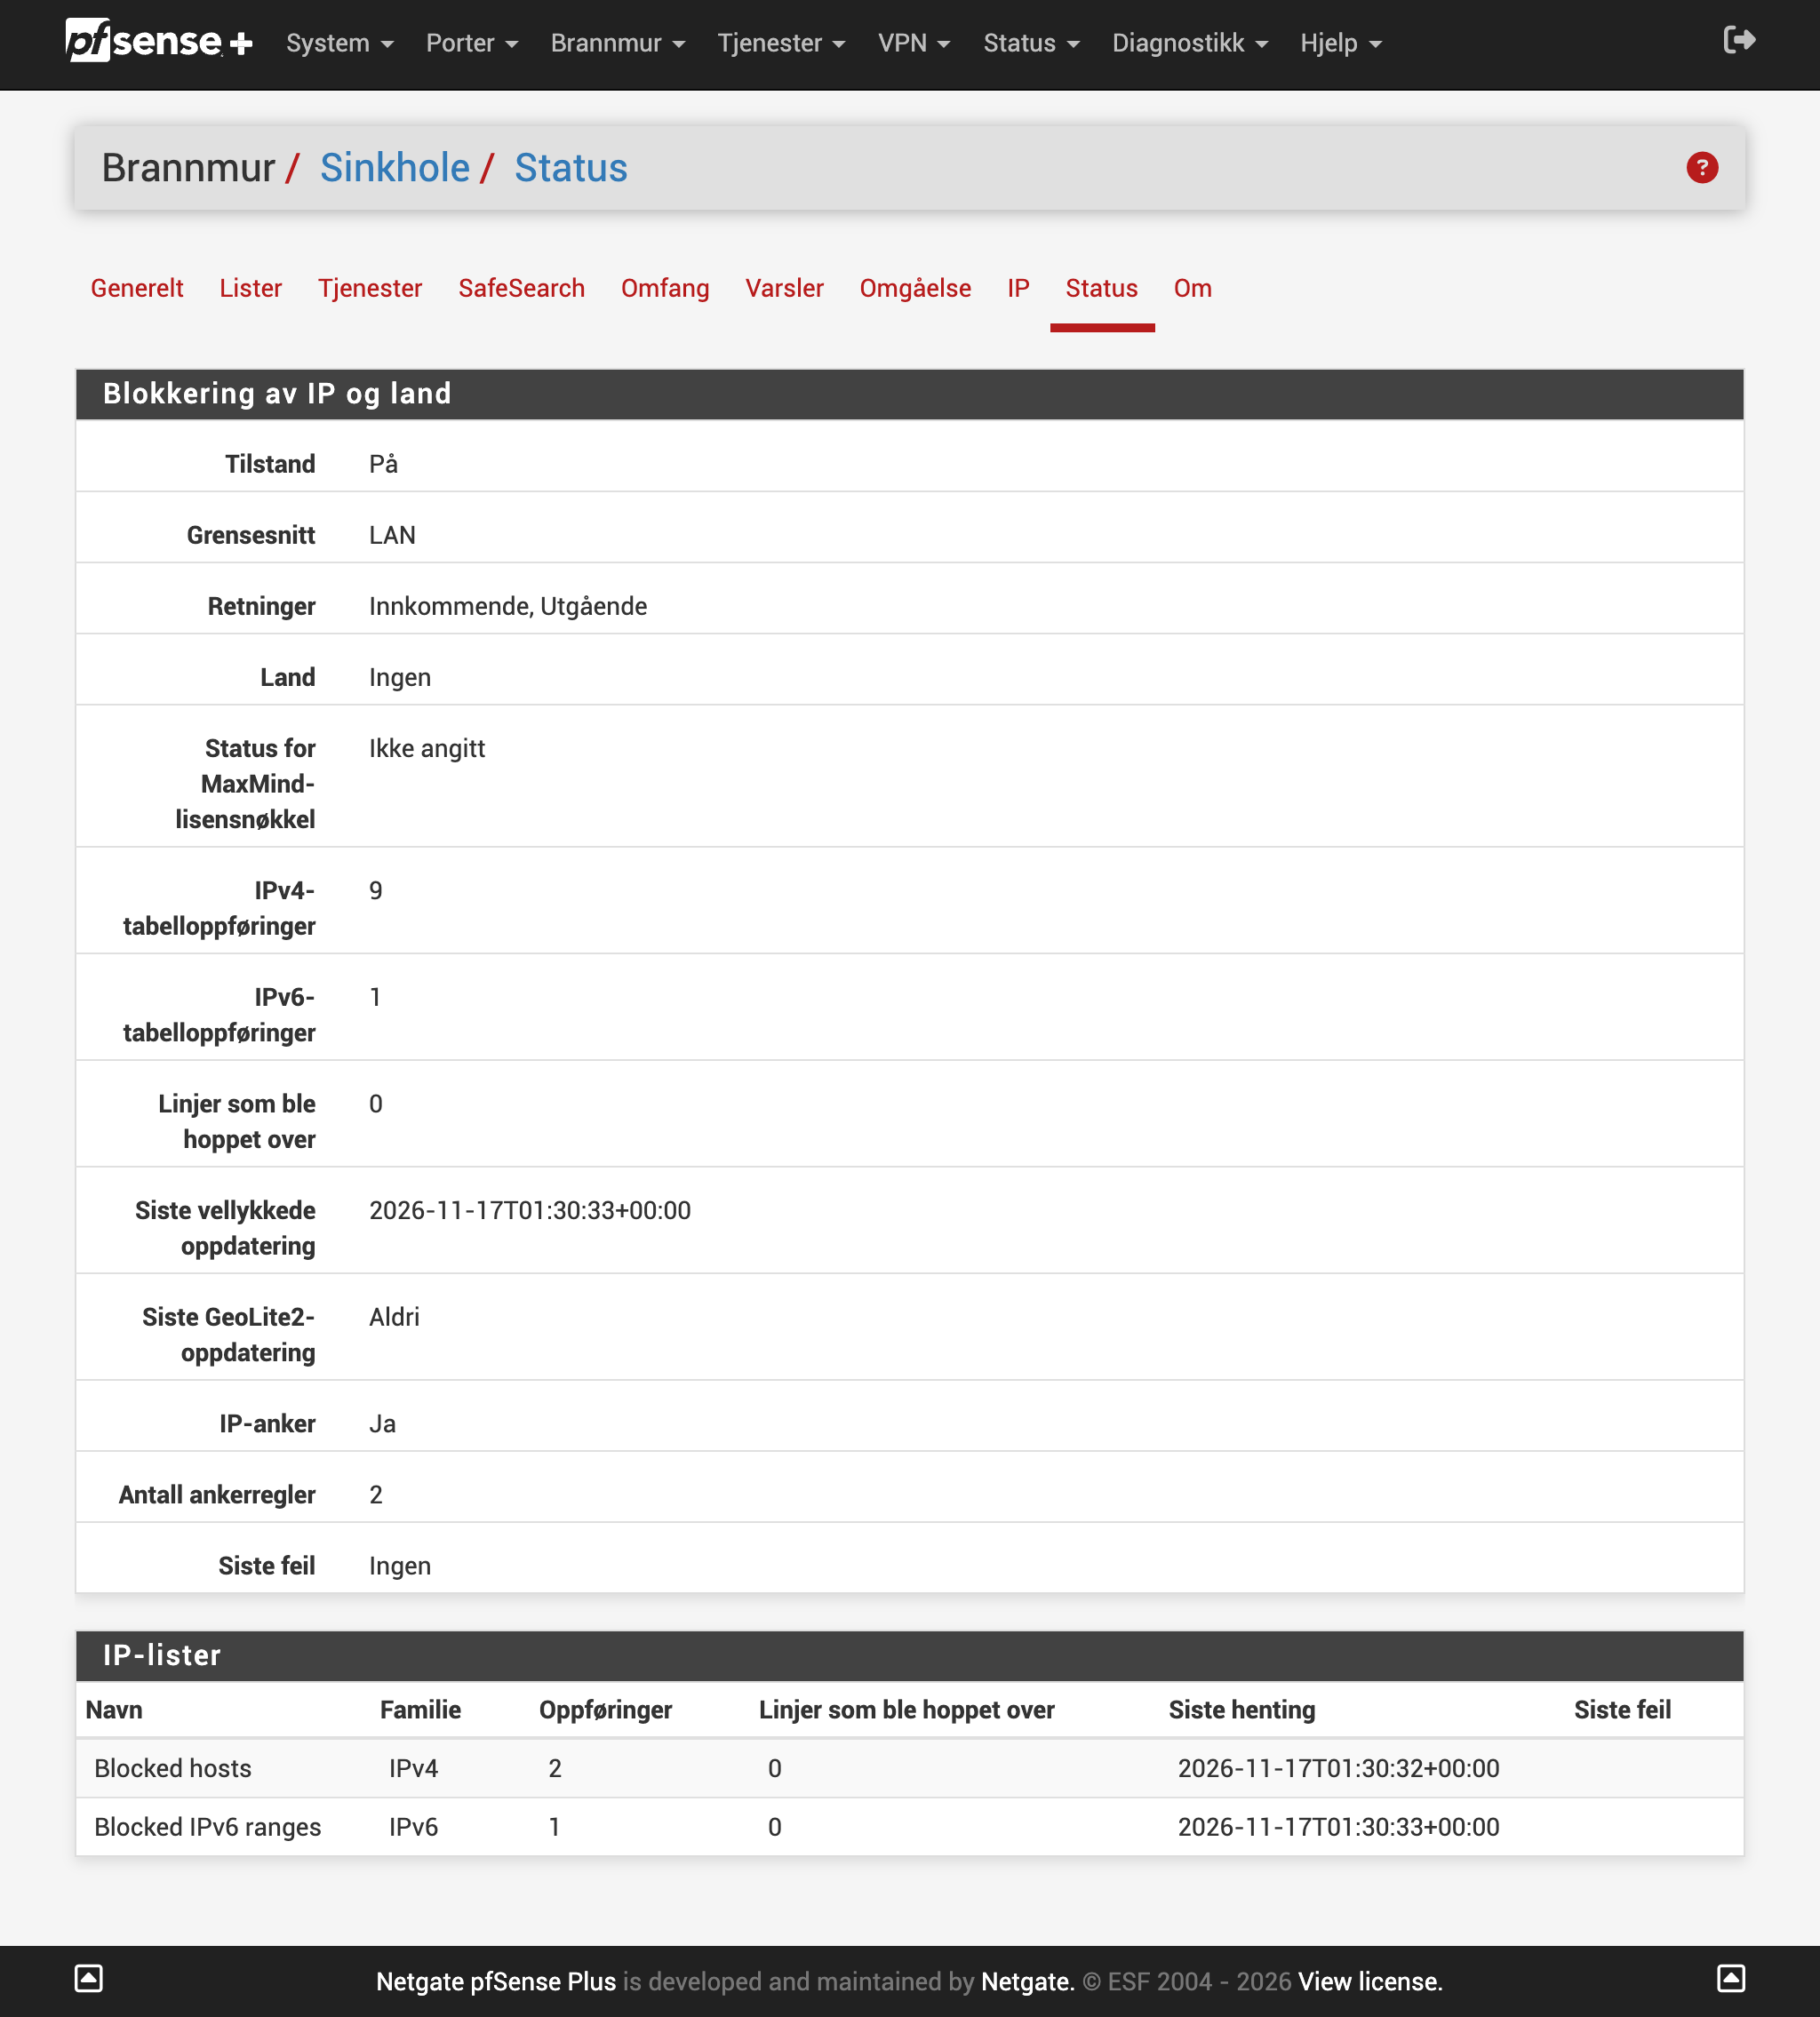 pfsense+ System Porter Brannmur Tjenester VPN Status Diagnostikk Hjelp
Brannmur / Sinkhole / Status ?
Generelt Lister Tjenester SafeSearch Omfang Varsler Omgåelse IP Status Om
Blokkering av IP og land
Tilstand På
Grensesnitt LAN
Retninger Innkommende, Utgående
Land Ingen
Status for Ikke angitt
MaxMind-
lisensnøkkel
IPv4- 9
tabelloppføringer
IPv6- 1
tabelloppføringer
Linjer som ble 0
hoppet over
Siste vellykkede 2026-11-17T01:30:33+00:00
oppdatering
Siste GeoLite2- Aldri
oppdatering
IP-anker Ja
Antall ankerregler 2
Siste feil Ingen
IP-lister
Navn Familie Oppføringer Linjer som ble hoppet over Siste henting Siste feil
Blocked hosts IPv4 2 0 2026-11-17T01:30:32+00:00
Blocked IPv6 ranges IPv6 1 0 2026-11-17T01:30:33+00:00
Netgate pfSense Plus is developed and maintained by Netgate. © ESF 2004 - 2026 View license.